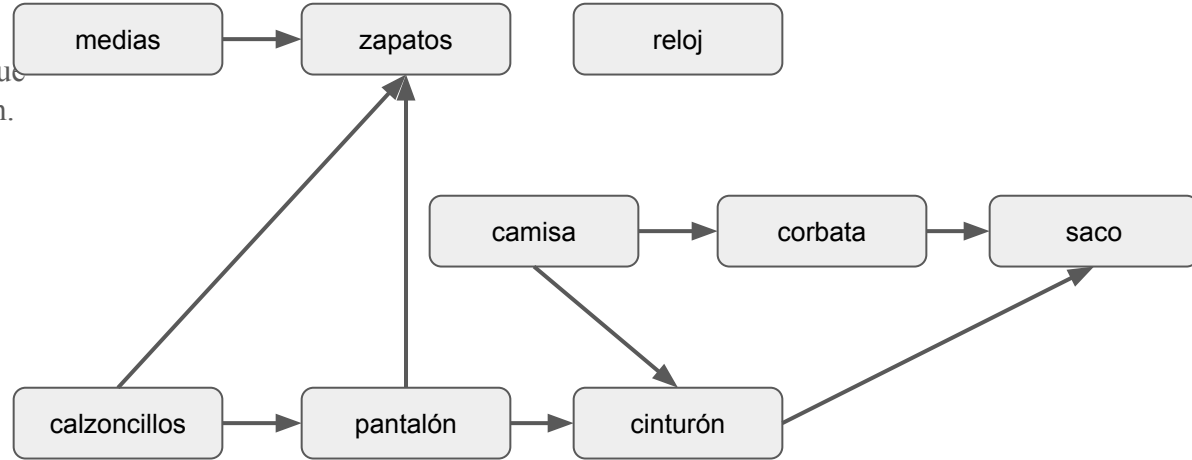 medias
zapatos
reloj
camisa
corbata
saco
calzoncillos
pantalón
cinturón